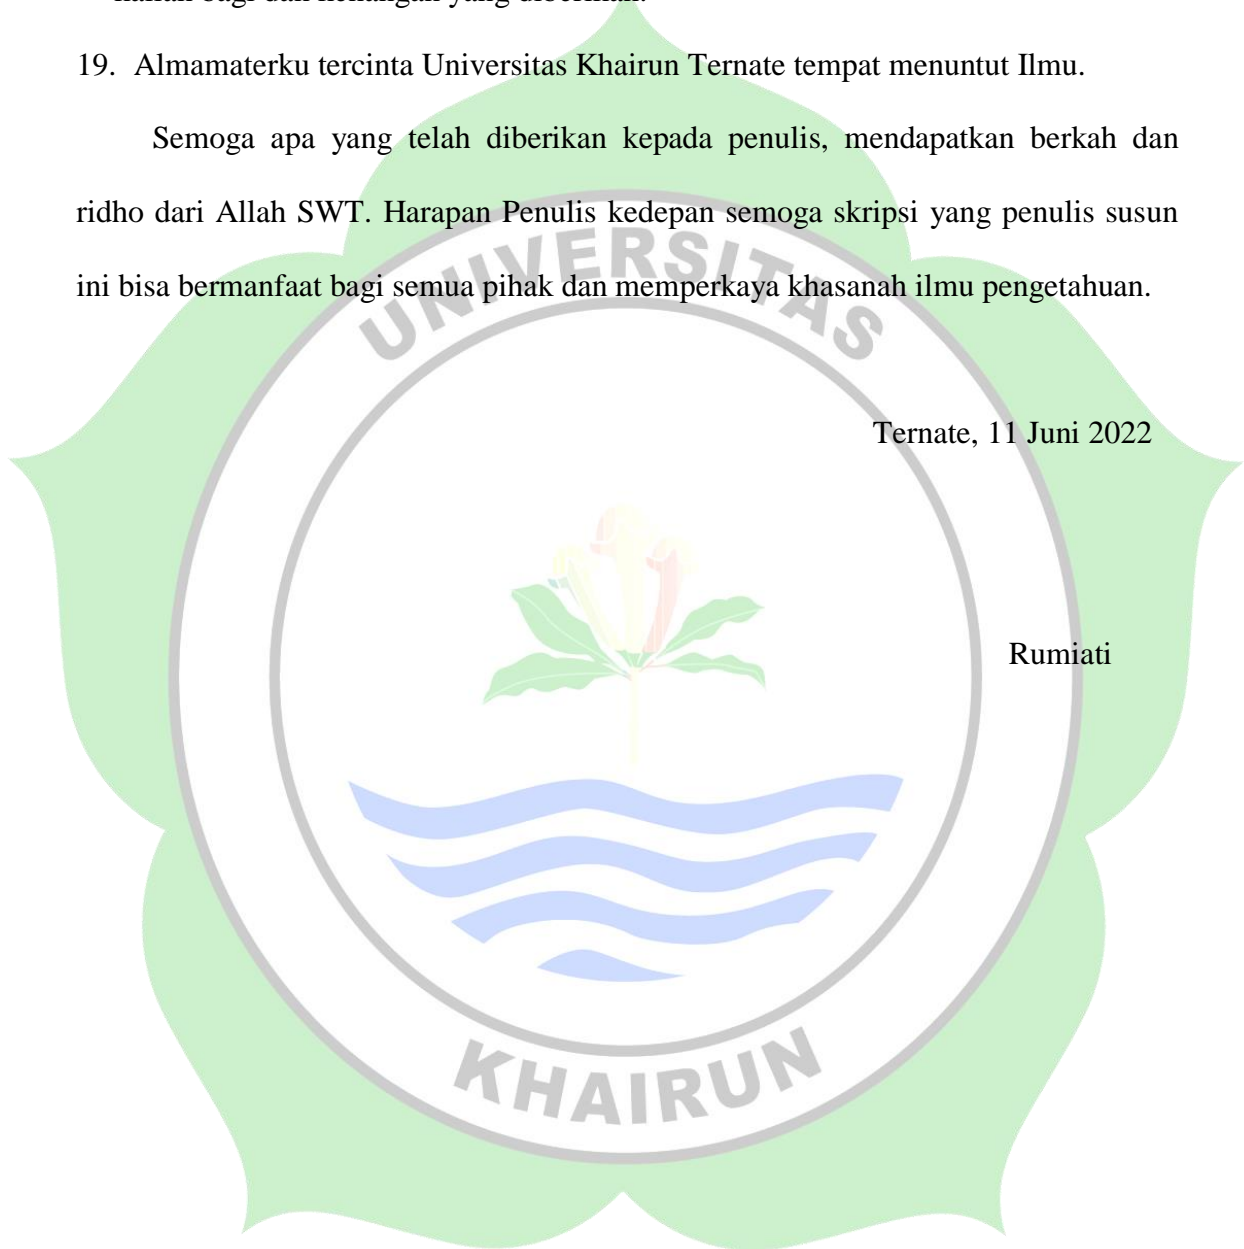 yang diberikan.
19. Almamaterku tercinta Universitas Khairun Ternate tempat menuntut Ilmu.
Semoga apa yang telah diberikan kepada penulis, mendapatkan berkah dan
ridho dari Allah SWT. Harapan Penulis kedepan semoga skripsi yang penulis susun
ini bisa bermanfaat bagi semua pihak dan memperkaya khasanah ilmu pengetahuan.
UNIVERSITAS
Ternate, 11 Juni 2022
Rumiati
KHAIRUN